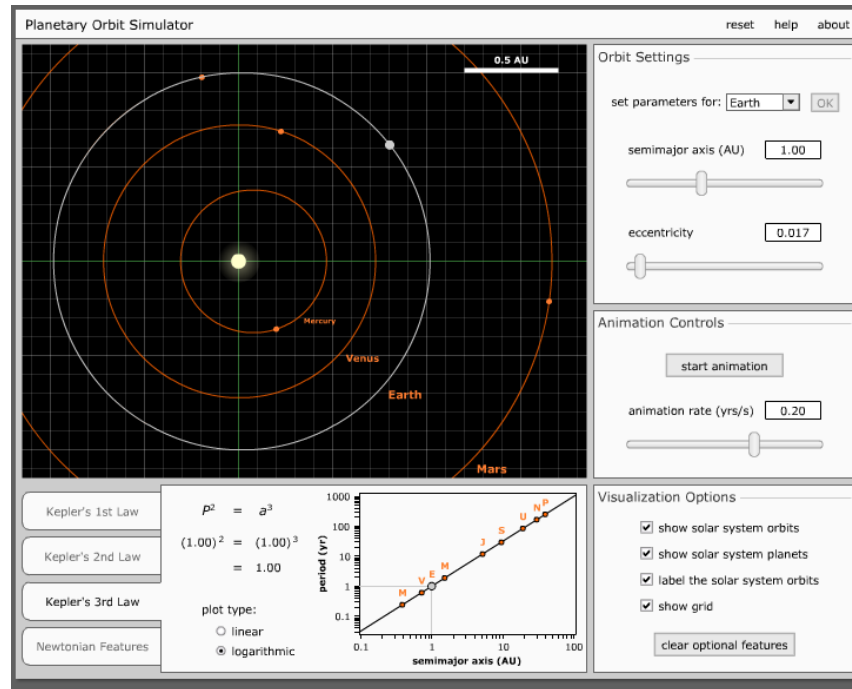 Planetary Orbit Simulator
reset help about
0.5 AU
Mercury
Venus
Earth
Mars
Orbit Settings
set parameters for: Earth OK
semimajor axis (AU) 1.00
eccentricity 0.017
Animation Controls
start animation
animation rate (yrs/s) 0.20
Kepler's 1st Law
Kepler's 2nd Law
Kepler's 3rd Law
Newtonian Features
P² = a³
(1.00)² = (1.00)³
= 1.00
plot type:
linear
logarithmic
period (yr)
1000
100
10
1
0.1
M V E M J S U N P
0.1 1 10 100
semimajor axis (AU)
Visualization Options
show solar system orbits
show solar system planets
label the solar system orbits
show grid
clear optional features